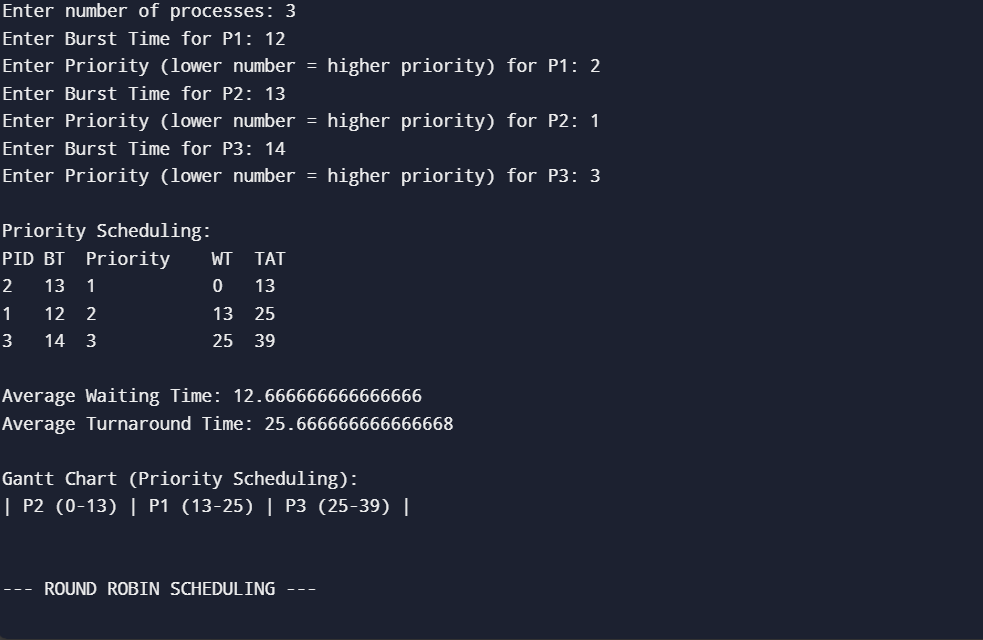 Enter number of processes: 3
Enter Burst Time for P1: 12
Enter Priority (lower number = higher priority) for P1: 2
Enter Burst Time for P2: 13
Enter Priority (lower number = higher priority) for P2: 1
Enter Burst Time for P3: 14
Enter Priority (lower number = higher priority) for P3: 3
Priority Scheduling:
PID BT Priority WT TAT
2 13 1 0 13
1 12 2 13 25
3 14 3 25 39
Average Waiting Time: 12.666666666666666
Average Turnaround Time: 25.666666666666668
Gantt Chart (Priority Scheduling):
| P2 (0-13) | P1 (13-25) | P3 (25-39) |
--- ROUND ROBIN SCHEDULING ---